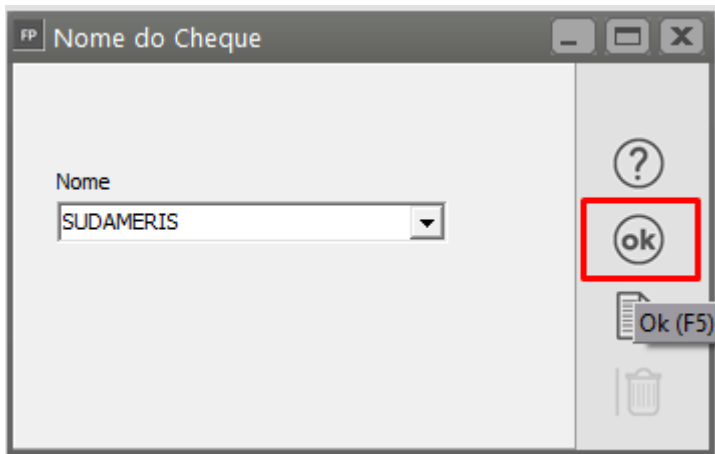 FP Nome do Cheque
Nome
SUDAMERIS
?
ok
Ok (F5)